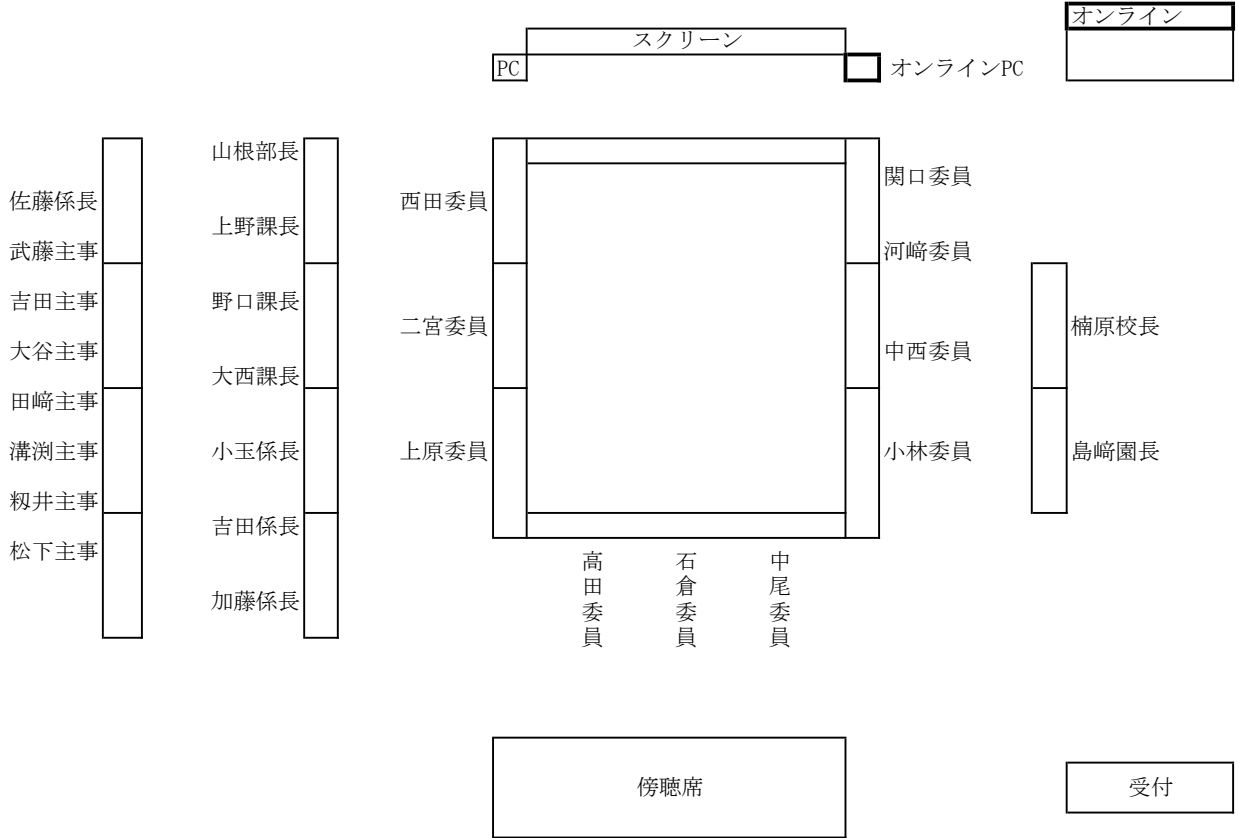 オンライン
スクリーン
PC
オンラインPC
佐藤係長
武藤主事
吉田主事
大谷主事
田﨑主事
溝渕主事
籾井主事
松下主事
山根部長
上野課長
野口課長
大西課長
小玉係長
吉田係長
加藤係長
西田委員
二宮委員
上原委員
関口委員
河﨑委員
中西委員
小林委員
楠原校長
島﨑園長
高田委員
石倉委員
中尾委員
傍聴席
受付